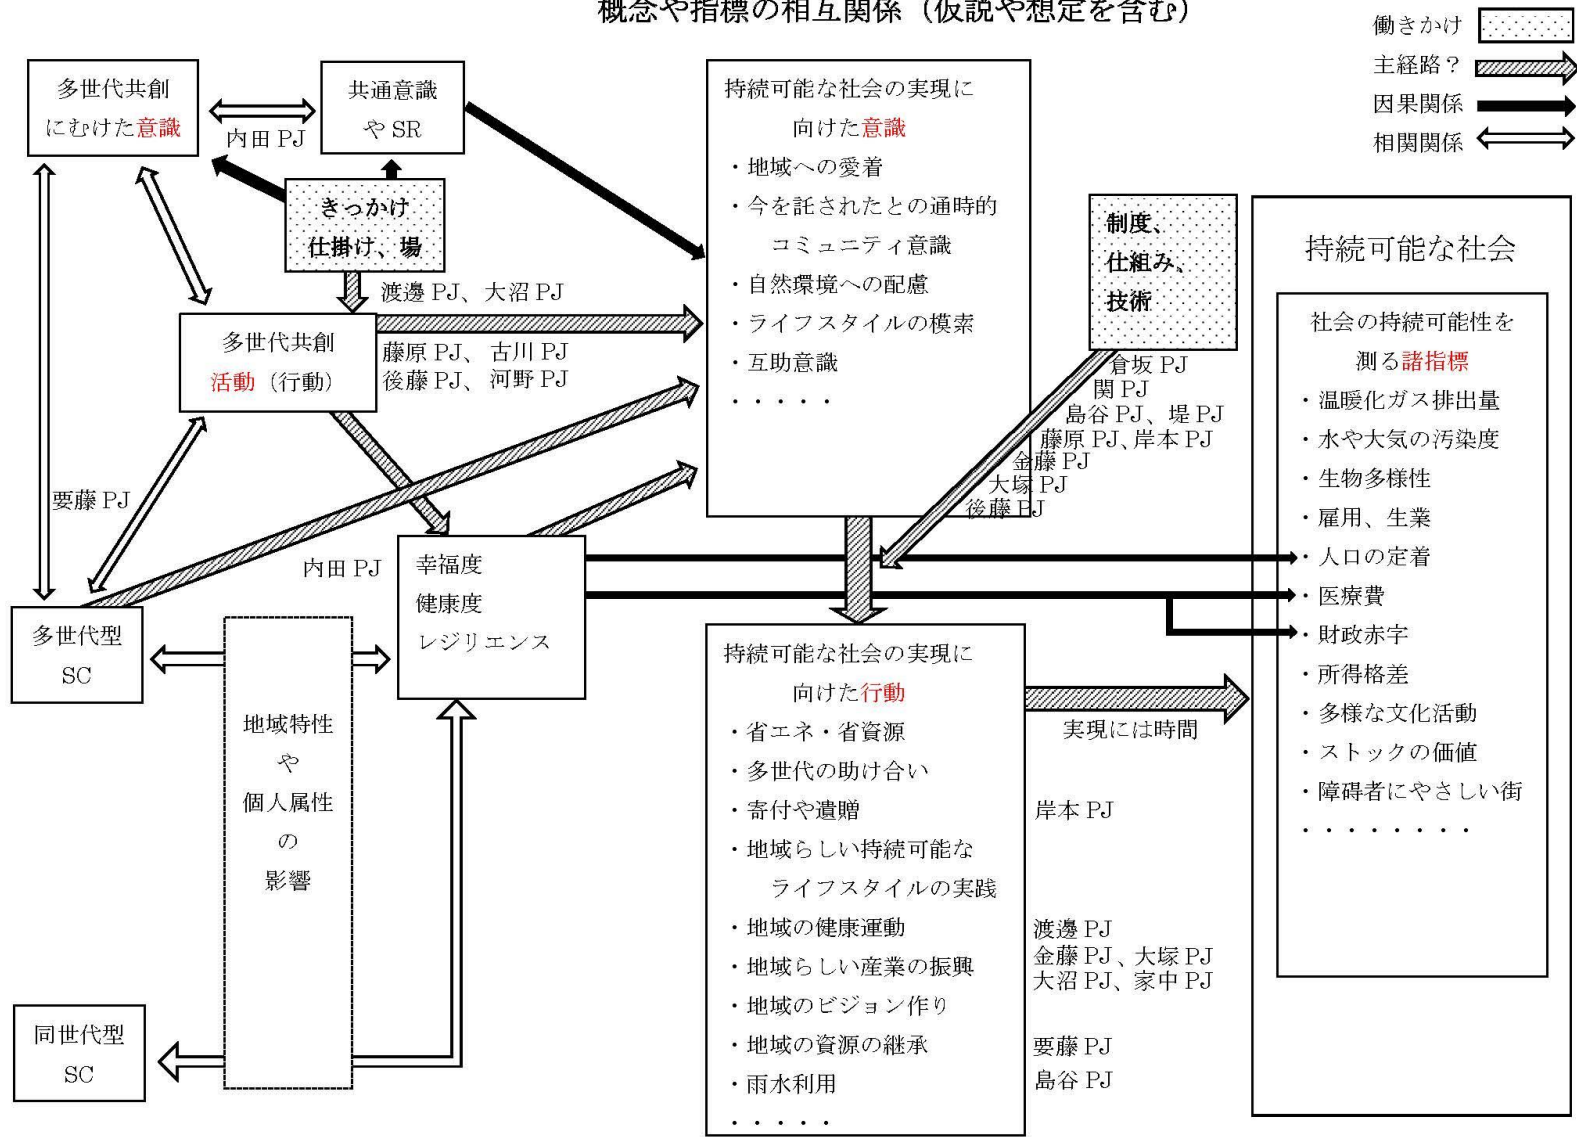 概念や指標の相互関係（仮説や想定を含む）
働きかけ
主経路？
因果関係
相関関係
多世代共創
にむけた意識
内田 PJ
共通意識
や SR
きっかけ
仕掛け、場
渡邊 PJ、大沼 PJ
多世代共創
活動（行動）
藤原 PJ、古川 PJ
後藤 PJ、河野 PJ
要藤 PJ
内田 PJ
多世代型
SC
幸福度
健康度
レジリエンス
地域特性
や
個人属性
の
影響
同世代型
SC
持続可能な社会の実現に
向けた意識
・地域への愛着
・今を託されたとの通時的
コミュニティ意識
・自然環境への配慮
・ライフスタイルの模索
・互助意識
・・・・・
制度、
仕組み、
技術
倉坂 PJ
関 PJ
島谷 PJ、堤 PJ
藤原 PJ、岸本 PJ
金藤 PJ
大塚 PJ
後藤 PJ
持続可能な社会の実現に
向けた行動
・省エネ・省資源
・多世代の助け合い
・寄付や遺贈
・地域らしい持続可能な
ライフスタイルの実践
・地域の健康運動
・地域らしい産業の振興
・地域のビジョン作り
・地域の資源の継承
・雨水利用
・・・・・
実現には時間
岸本 PJ
渡邊 PJ
金藤 PJ、大塚 PJ
大沼 PJ、家中 PJ
要藤 PJ
島谷 PJ
持続可能な社会
社会の持続可能性を
測る諸指標
・温暖化ガス排出量
・水や大気の汚染度
・生物多様性
・雇用、生業
・人口の定着
・医療費
・財政赤字
・所得格差
・多様な文化活動
・ストックの価値
・障碍者にやさしい街
・・・・・・・・